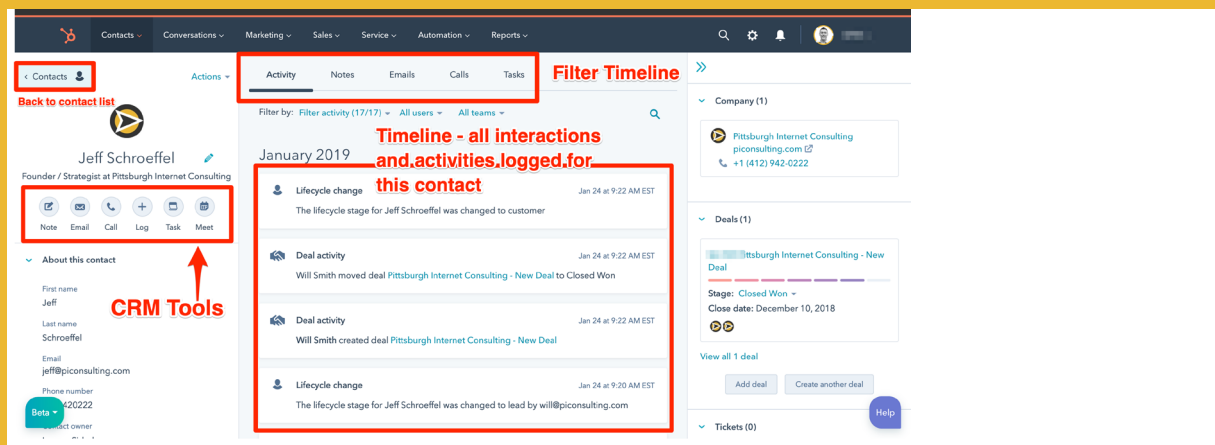 Contacts
Conversations
Marketing
Sales
Service
Automation
Reports
Contacts
Actions
Back to contact list
Jeff Schroeffel
Founder / Strategist at Pittsburgh Internet Consulting
Note Email Call Log Task Meet
About this contact
CRM Tools
First name
Jeff
Last name
Schroeffel
Email
jeff@piconsulting.com
Phone number
420222
Beta
Contact owner
Activity Notes Emails Calls Tasks
Filter Timeline
Filter by: Filter activity (17/17) All users All teams
Timeline - all interactions
and activities logged for
this contact
January 2019
Lifecycle change Jan 24 at 9:22 AM EST
The lifecycle stage for Jeff Schroeffel was changed to customer
Deal activity Jan 24 at 9:22 AM EST
Will Smith moved deal Pittsburgh Internet Consulting - New Deal to Closed Won
Deal activity Jan 24 at 9:22 AM EST
Will Smith created deal Pittsburgh Internet Consulting - New Deal
Lifecycle change Jan 24 at 9:20 AM EST
The lifecycle stage for Jeff Schroeffel was changed to lead by will@piconsulting.com
Company (1)
Pittsburgh Internet Consulting
piconsulting.com
+1 (412) 942-0222
Deals (1)
ttsburgh Internet Consulting - New
Deal
Stage: Closed Won
Close date: December 10, 2018
View all 1 deal
Add deal Create another deal
Help
Tickets (0)